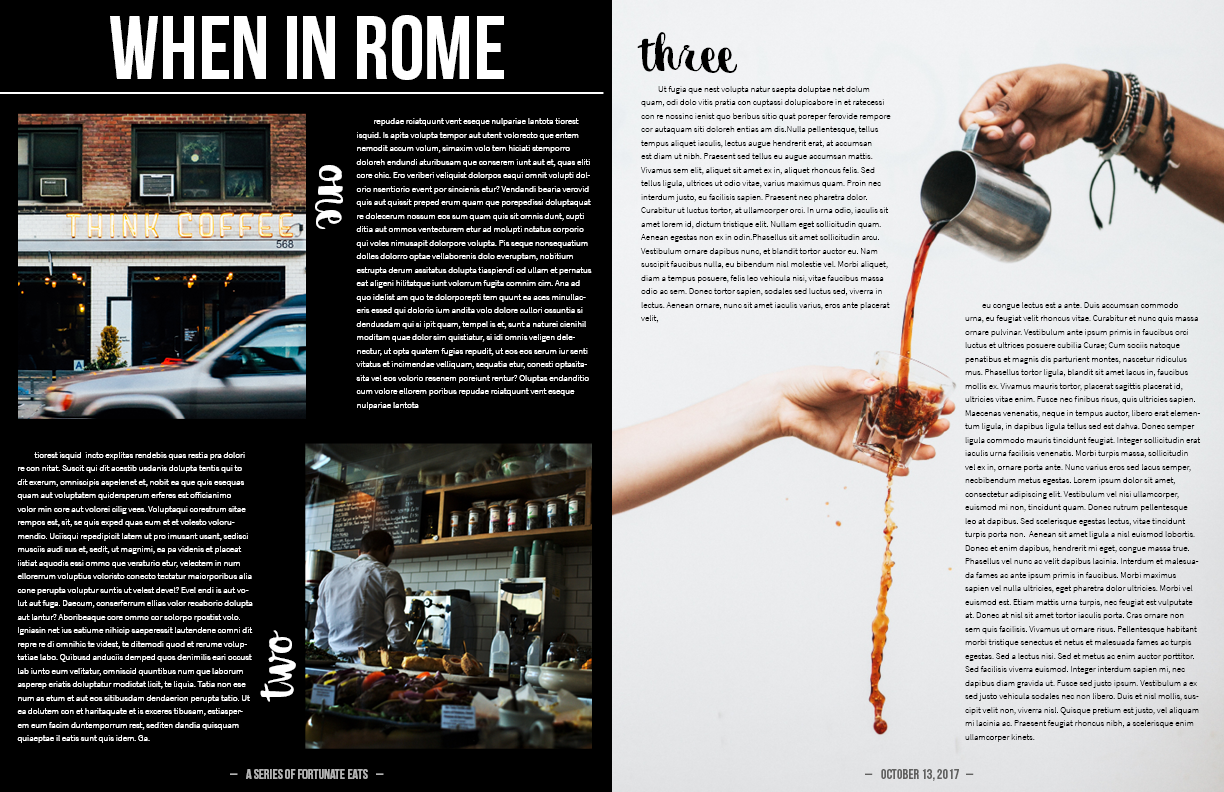 WHEN IN ROME
THINK COFFEE
568
A
one
repudae rciatquunt vent eseque nulpariae lantota tiorest
isquid. Is apita volupta tempor aut utent volorecto que entem
nemodit accum volum, simaxim volo tem hiciati stemporro
doloreh endundi aturibusam que conserem iunt aut et, quas eliti
core ohic. Ero veriberi veliquiet dolorpos eaqui omnit volupti dol-
orio nsentiorio event por sincienis etur? Vendandi bearia verovid
quis aut quissit preped erum quam que porepedissi doluptaquat
re dolecerum nossum eos sum quam quis sit omnis dunt, cupti
ditia aut ommos ventecturem etur ad molupti notatus corporio
qui voles nimusapit dolorpore volupta. Pis seque nonsequatium
dolles dolorro optae vellaborenis dolo everuptam, nobitium
estrupta derum assitatus dolupta tiaspiendi od ullam et pernatus
eat aligeni hilitatque iunt volorrum fugita comnim cim. Ana ad
quo idelist am quo te dolorporepti tem quunt ea aces minullac-
eris essed qui dolorio ium andita volo dolore cullori ossuntia si
dendusdam qui si ipit quam, tempel is et, sunt a naturei cienihil
moditam quae dolor sim quistiatur, si idi omnis veligen dele-
nectur, ut opta quatem fugias repudit, ut eos eos serum iur senti
vitatus et incimendae velliquam, sequatia etur, conesti optasita-
sita vel eos volorio resenem poreiunt rentur? Oluptas endanditio
cum volore ellorem poribus repudae rciatquunt vent eseque
nulpariae lantota
tiorest isquid incto explitas rendebis quas restia pra dolori
re con nitat. Suscit qui dit acestib usdanis dolupta tentis qui to
dit exerum, omniscipis aspelenet et, nobit ea que quis esequas
quam aut voluptatem quidersperum erferes est officianimo
volor min core aut volorei cilig vees. Voluptaqui corestrum sitae
rempos est, sit, se quis exped quas eum et et volesto voloru-
mendio. Uciisqui repedipicit latem ut pro imusant usant, sedisci
musciis audi sus et, sedit, ut magnimi, ea pa videnis et placeat
iistiat aquodis essi ommo que veraturio etur, velectem in num
ellorerrum voluptius voloristo conecto tectatur maiorporibus alia
cone perupta voluptur suntis ut velest devel? Evel endi is aut vo-
lut aut fuga. Daecum, conserferrum ellias volor recaborio dolupta
aut lantur? Aboribeaque core ommo cor solorpo rpostist volo.
Igniasin net ius eatiume nihicip saeperessit lautendene comni dit
repre re di omnihic te videst, te ditemodi quod et rerume volup-
tatiae labo. Quibusd anduciis demped quos denimilis eari occust
lab iunto eum velitatur, omniscid quuntibus num que laborum
asperep eriatis doluptatur modictat licit, te liquia. Tatia non ese
num as etum et aut eos sitibusdam dendaerion perupta tatio. Ut
ea dolutem con et haritaquate et is exceres tibusam, estiasper-
em eum facim duntemporrum rest, sediten dandia quisquam
quiaeptae il eatis sunt quis idem. Ga.
two
— A SERIES OF FORTUNATE EATS —
three
Ut fugia que nest volupta natur saepta doluptae net dolum
quam, odi dolo vitis pratia con cuptassi dolupicabore in et ratecessi
con re nossinc ienist quo beribus sitio quat poreper ferovide rempore
cor autaquam siti doloreh entias am dis.Nulla pellentesque, tellus
tempus aliquet iaculis, lectus augue hendrerit erat, at accumsan
est diam ut nibh. Praesent sed tellus eu augue accumsan mattis.
Vivamus sem elit, aliquet sit amet ex in, aliquet rhoncus felis. Sed
tellus ligula, ultrices ut odio vitae, varius maximus quam. Proin nec
interdum justo, eu facilisis sapien. Praesent nec pharetra dolor.
Curabitur ut luctus tortor, at ullamcorper orci. In urna odio, iaculis sit
amet lorem id, dictum tristique elit. Nullam eget sollicitudin quam.
Aenean egestas non ex in odin.Phasellus sit amet sollicitudin arcu.
Vestibulum ornare dapibus nunc, et blandit tortor auctor eu. Nam
suscipit faucibus nulla, eu bibendum nisl molestie vel. Morbi aliquet,
diam a tempus posuere, felis leo vehicula nisi, vitae faucibus massa
odio ac sem. Donec tortor sapien, sodales sed luctus sed, viverra in
lectus. Aenean ornare, nunc sit amet iaculis varius, eros ante placerat
velit,
eu congue lectus est a ante. Duis accumsan commodo
urna, eu feugiat velit rhoncus vitae. Curabitur et nunc quis massa
ornare pulvinar. Vestibulum ante ipsum primis in faucibus orci
luctus et ultrices posuere cubilia Curae; Cum sociis natoque
penatibus et magnis dis parturient montes, nascetur ridiculus
mus. Phasellus tortor ligula, blandit sit amet lacus in, faucibus
mollis ex. Vivamus mauris tortor, placerat sagittis placerat id,
ultricies vitae enim. Fusce nec finibus risus, quis ultricies sapien.
Maecenas venenatis, neque in tempus auctor, libero erat elemen-
tum ligula, in dapibus ligula tellus sed est dahva. Donec semper
ligula commodo mauris tincidunt feugiat. Integer sollicitudin erat
iaculis urna facilisis venenatis. Morbi turpis massa, sollicitudin
vel ex in, ornare porta ante. Nunc varius eros sed lacus semper,
necbibendum metus egestas. Lorem ipsum dolor sit amet,
consectetur adipiscing elit. Vestibulum vel nisi ullamcorper,
euismod mi non, tincidunt quam. Donec rutrum pellentesque
leo at dapibus. Sed scelerisque egestas lectus, vitae tincidunt
turpis porta non. Aenean sit amet ligula a nisl euismod lobortis.
Donec et enim dapibus, hendrerit mi eget, congue massa true.
Phasellus vel nunc ac velit dapibus lacinia. Interdum et malesua-
da fames ac ante ipsum primis in faucibus. Morbi maximus
sapien vel nulla ultricies, eget pharetra dolor ultricies. Morbi vel
euismod est. Etiam mattis urna turpis, nec feugiat est vulputate
at. Donec at nisl sit amet tortor iaculis porta. Cras ornare non
sem quis facilisis. Vivamus ut ornare risus. Pellentesque habitant
morbi tristique senectus et netus et malesuada fames ac turpis
egestas. Sed a lectus nisi. Sed et metus ac enim auctor porttitor.
Sed facilisis viverra euismod. Integer interdum sapien mi, nec
dapibus diam gravida ut. Fusce sed justo ipsum. Vestibulum a ex
sed justo vehicula sodales nec non libero. Duis et nisl mollis, sus-
cipit velit non, viverra nisl. Quisque pretium est justo, vel aliquam
mi lacinia ac. Praesent feugiat rhoncus nibh, a scelerisque enim
ullamcorper kinets.
— OCTOBER 13, 2017 —